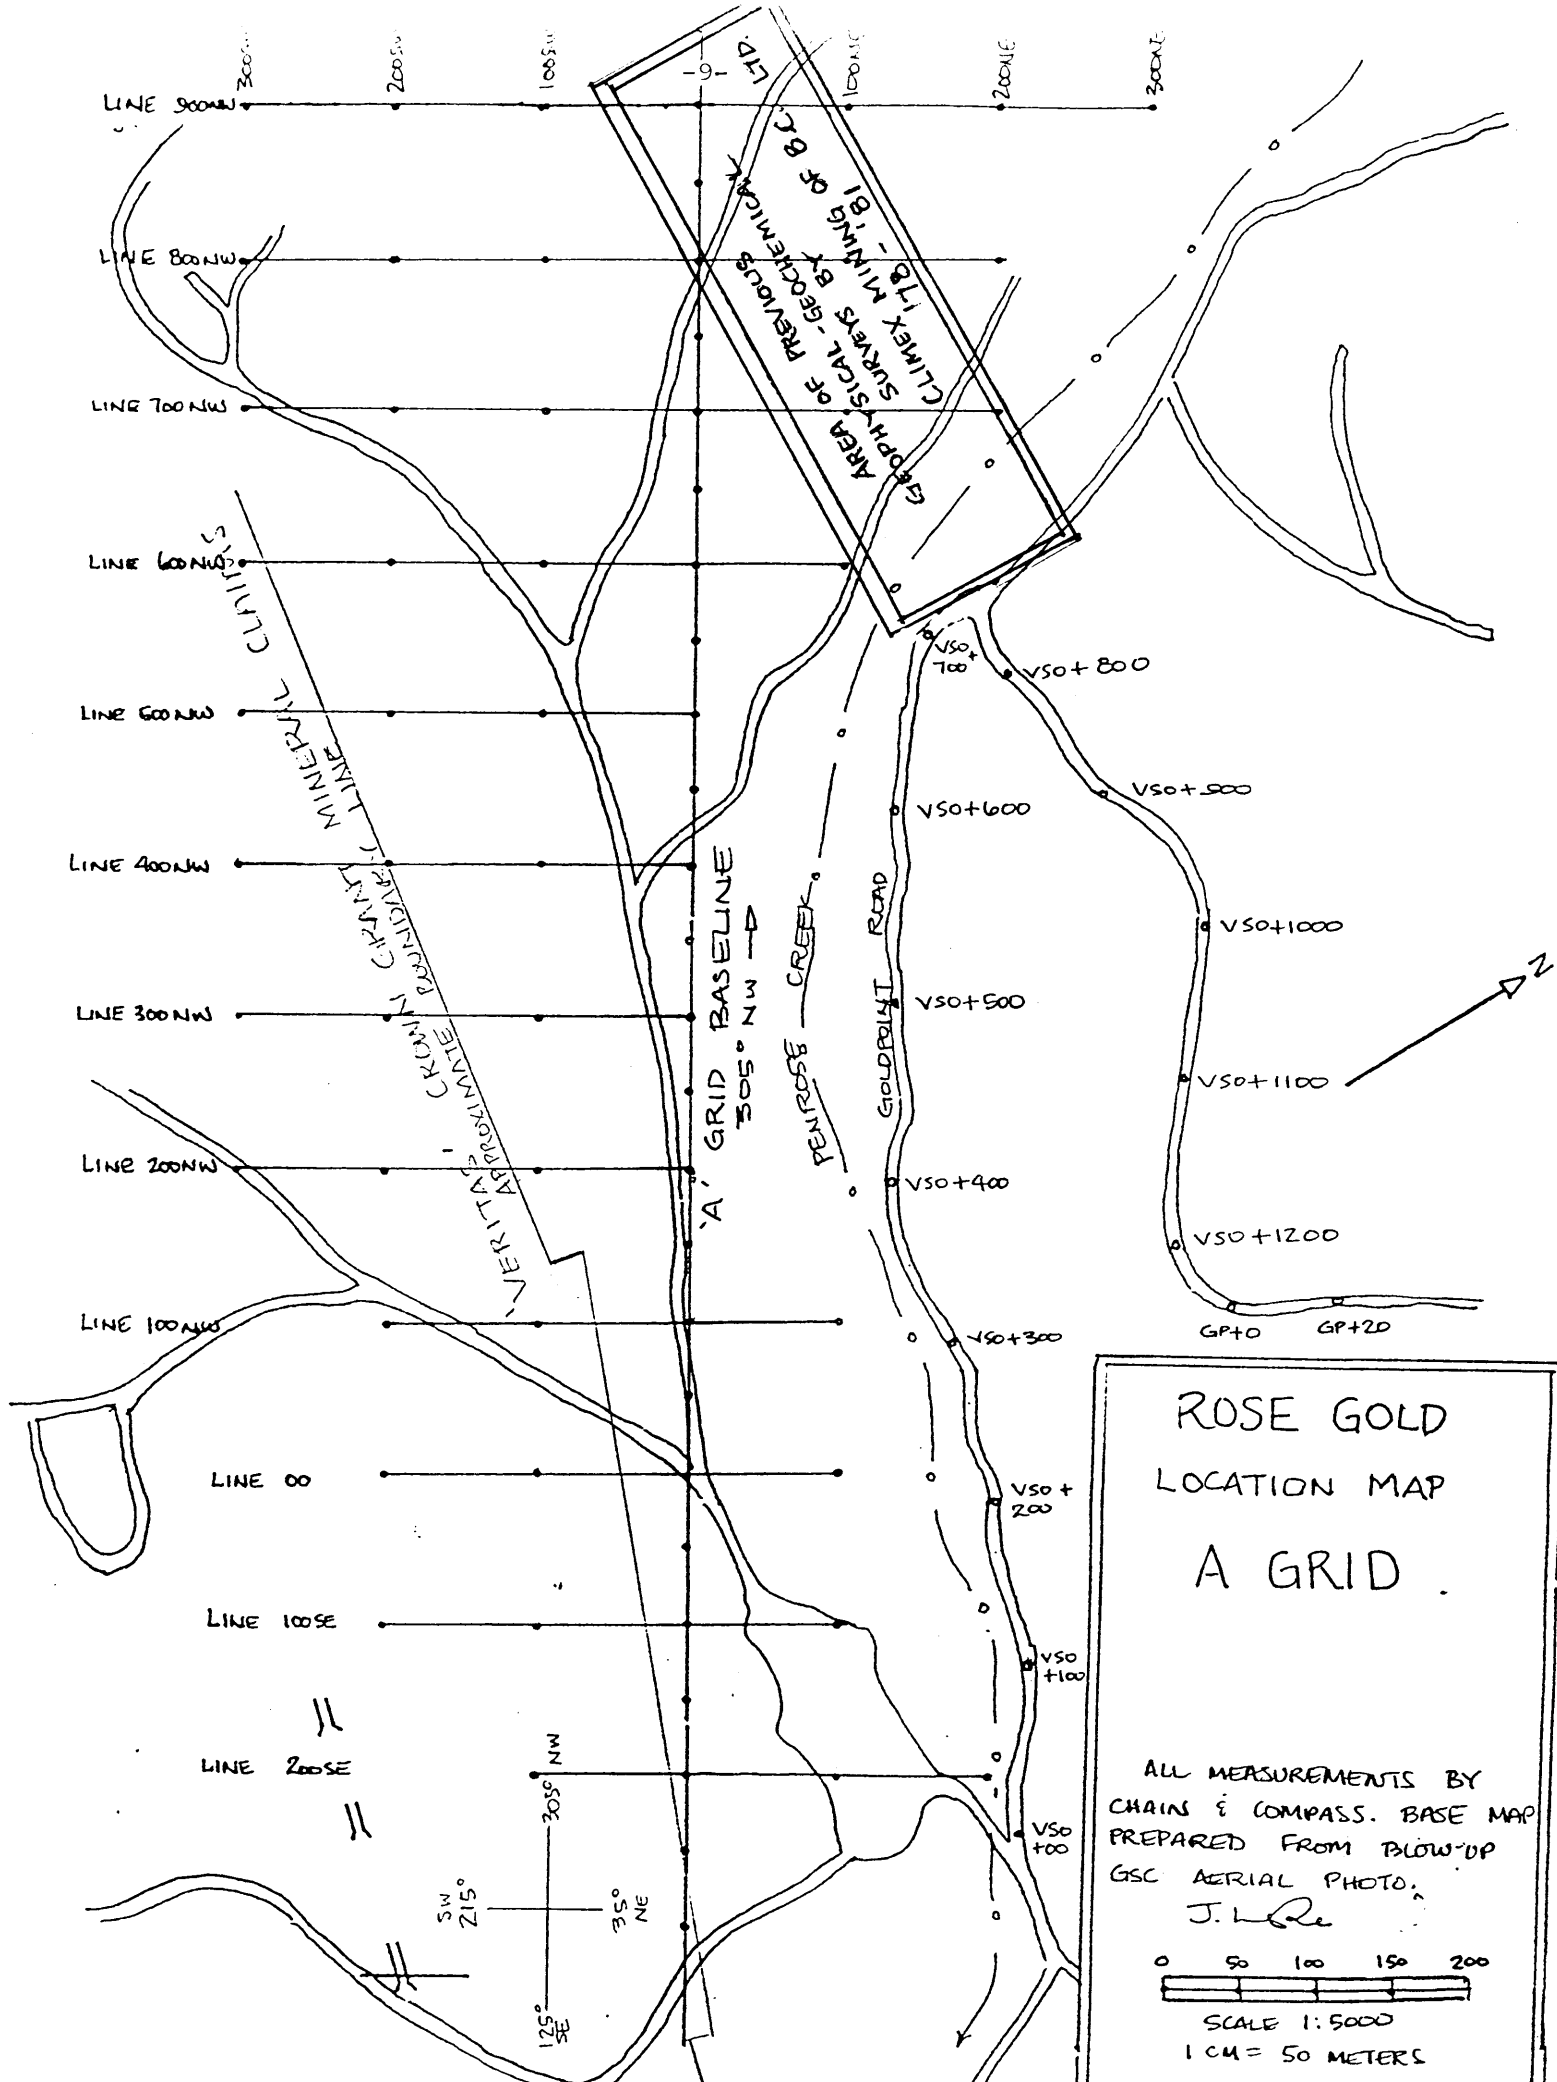 300SW
200SW
100SW
-9-
100NE
200NE
300NE
LINE 900NW
LINE 800NW
LINE 700NW
LINE 600NW
LINE 500NW
LINE 400NW
LINE 300NW
LINE 200NW
LINE 100NW
LINE 00
LINE 100SE
LINE 200SE
AREA OF PREVIOUS
GEOPHYSICAL - GEOCHEMICAL
SURVEYS BY
CLIMEX MINING OF B.C. LTD.
'78 - '81
'VERITAS' CROWN GRANT MINERAL CLAIMS
APPROXIMATE BOUNDARY LINE
'A' GRID BASELINE
305° NW
PENROSE CREEK
GOLDPOINT ROAD
VSO+
700
VSO+800
VSO+900
VSO+600
VSO+1000
VSO+500
VSO+1100
VSO+400
VSO+1200
GP+0
GP+20
VSO+300
VSO+
200
VSO
+100
VSO
+00
N
305° NW
SW
215°
35°
NE
125°
SE
ROSE GOLD
LOCATION MAP
A GRID
ALL MEASUREMENTS BY
CHAIN & COMPASS. BASE MAP
PREPARED FROM BLOW-UP
GSC AERIAL PHOTO.
0 50 100 150 200
SCALE 1:5000
1 CM = 50 METERS